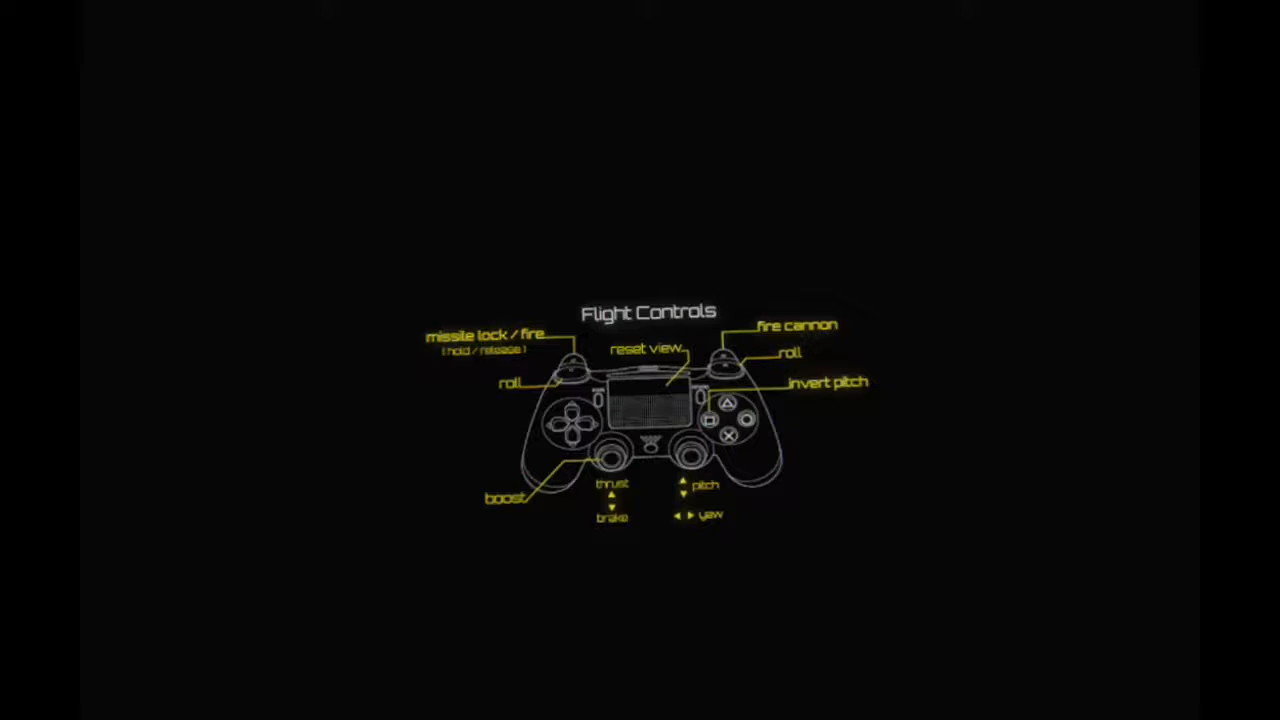 Flight Controls
missile lock / fire
( hold / release )
fire cannon
reset view
roll
roll
invert pitch
boost
thrust
brake
pitch
yaw